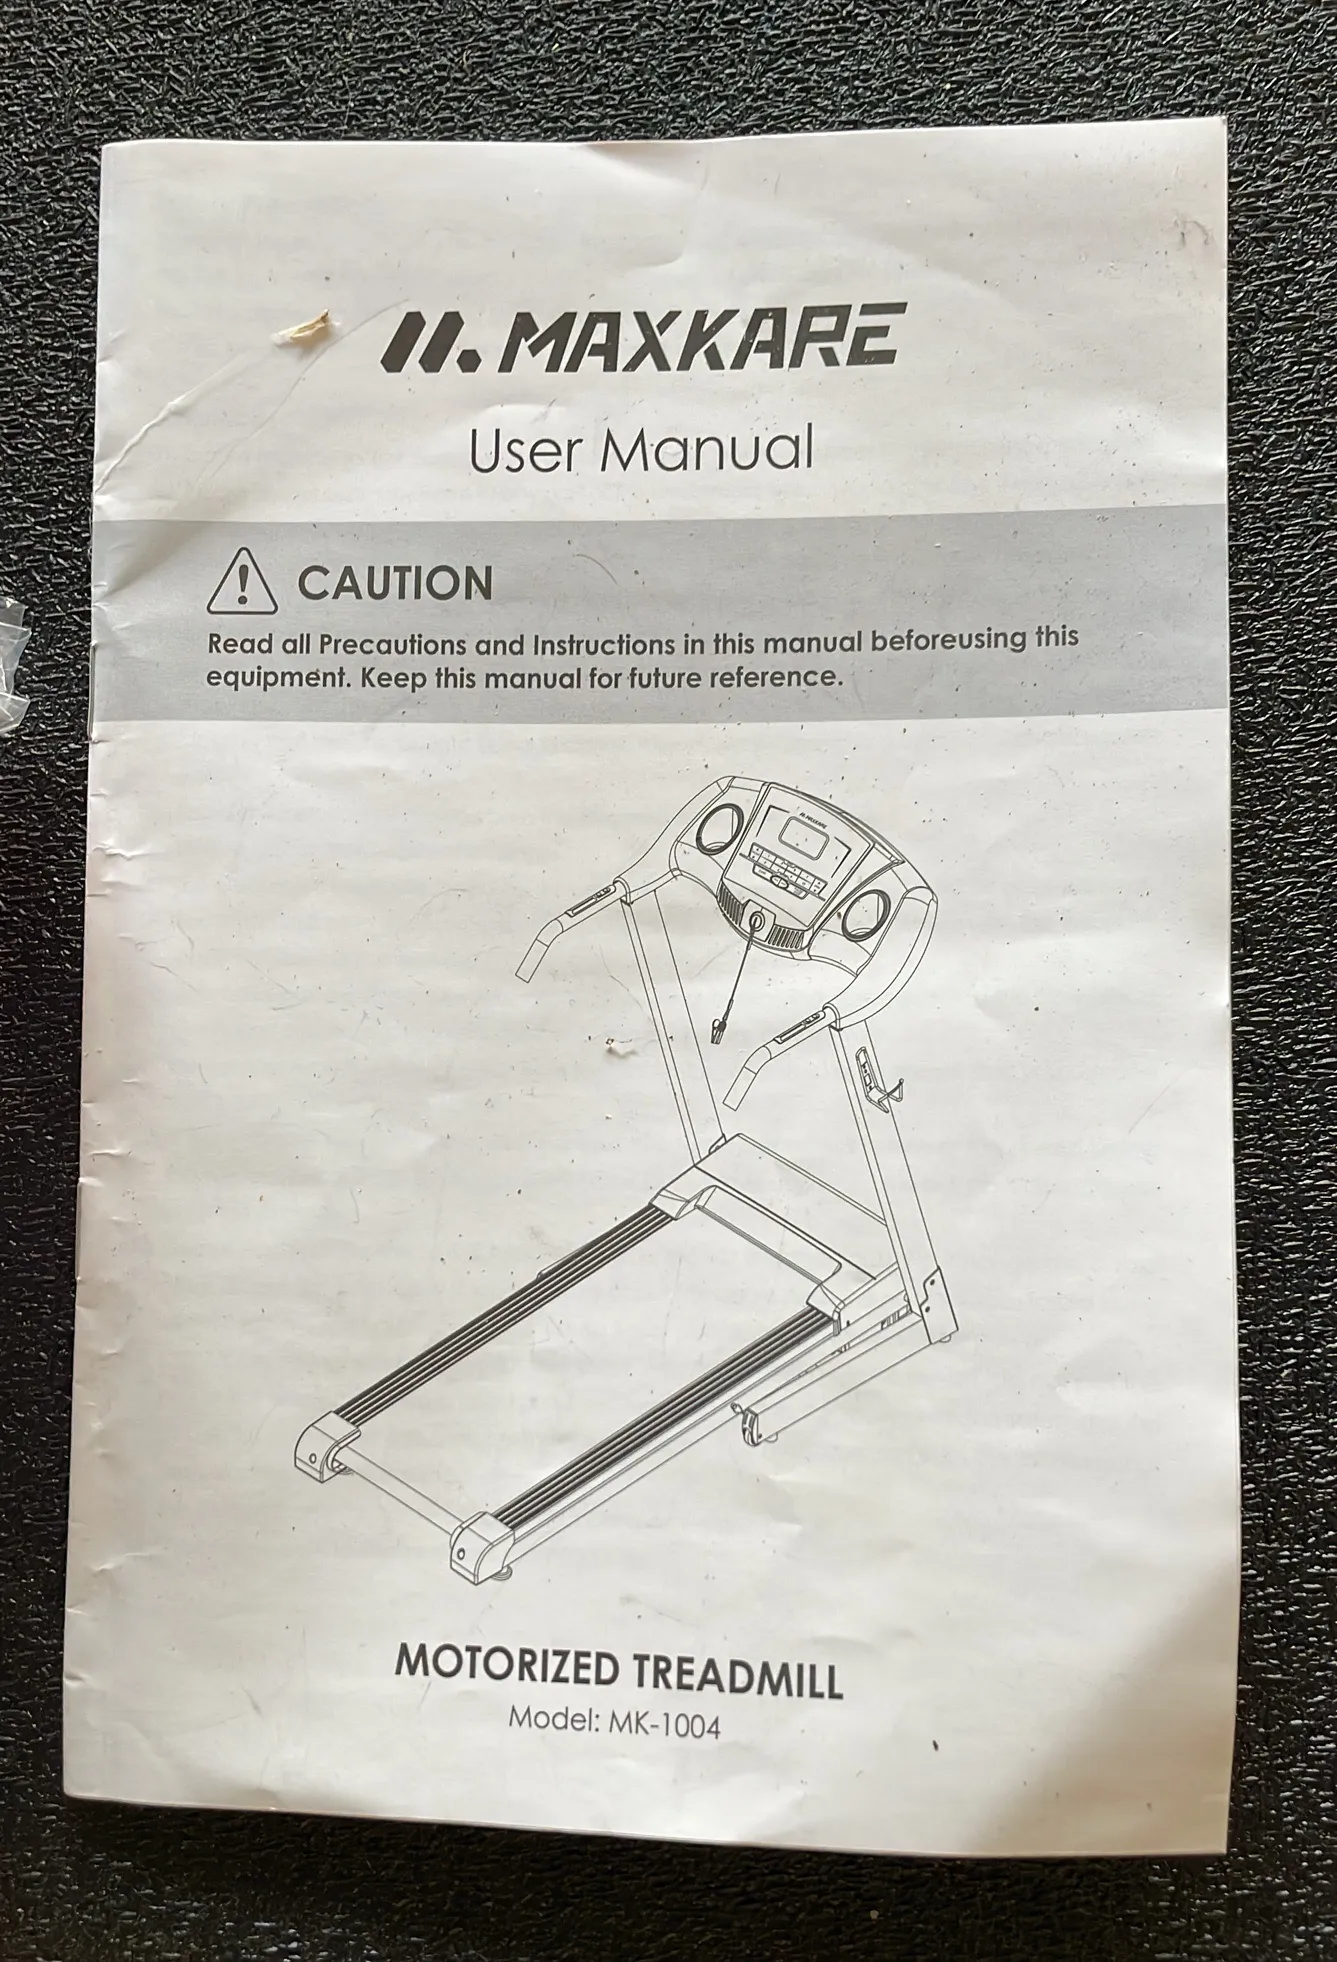 MAXKARE
User Manual
CAUTION
Read all Precautions and Instructions in this manual beforeusing this
equipment. Keep this manual for future reference.
MOTORIZED TREADMILL
Model: MK-1004